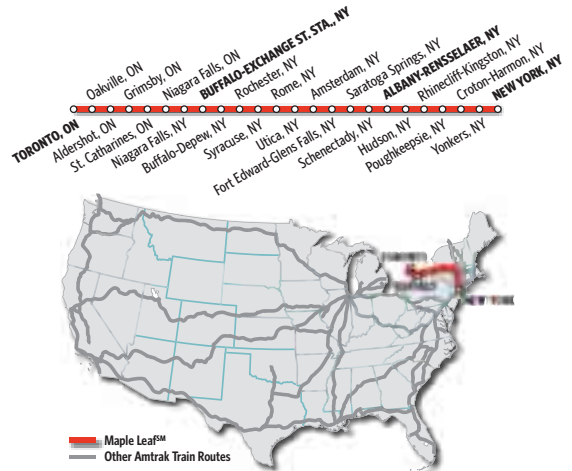 TORONTO, ON
Oakville, ON
Aldershot, ON
Grimsby, ON
St. Catharines, ON
Niagara Falls, ON
Niagara Falls, NY
BUFFALO-EXCHANGE ST. STA., NY
Buffalo-Depew, NY
Rochester, NY
Syracuse, NY
Rome, NY
Utica, NY
Amsterdam, NY
Fort Edward-Glens Falls, NY
Saratoga Springs, NY
Schenectady, NY
ALBANY-RENSSELAER, NY
Hudson, NY
Rhinecliff-Kingston, NY
Poughkeepsie, NY
Croton-Harmon, NY
Yonkers, NY
NEW YORK, NY
NEW YORK
Maple Leaf℠
Other Amtrak Train Routes